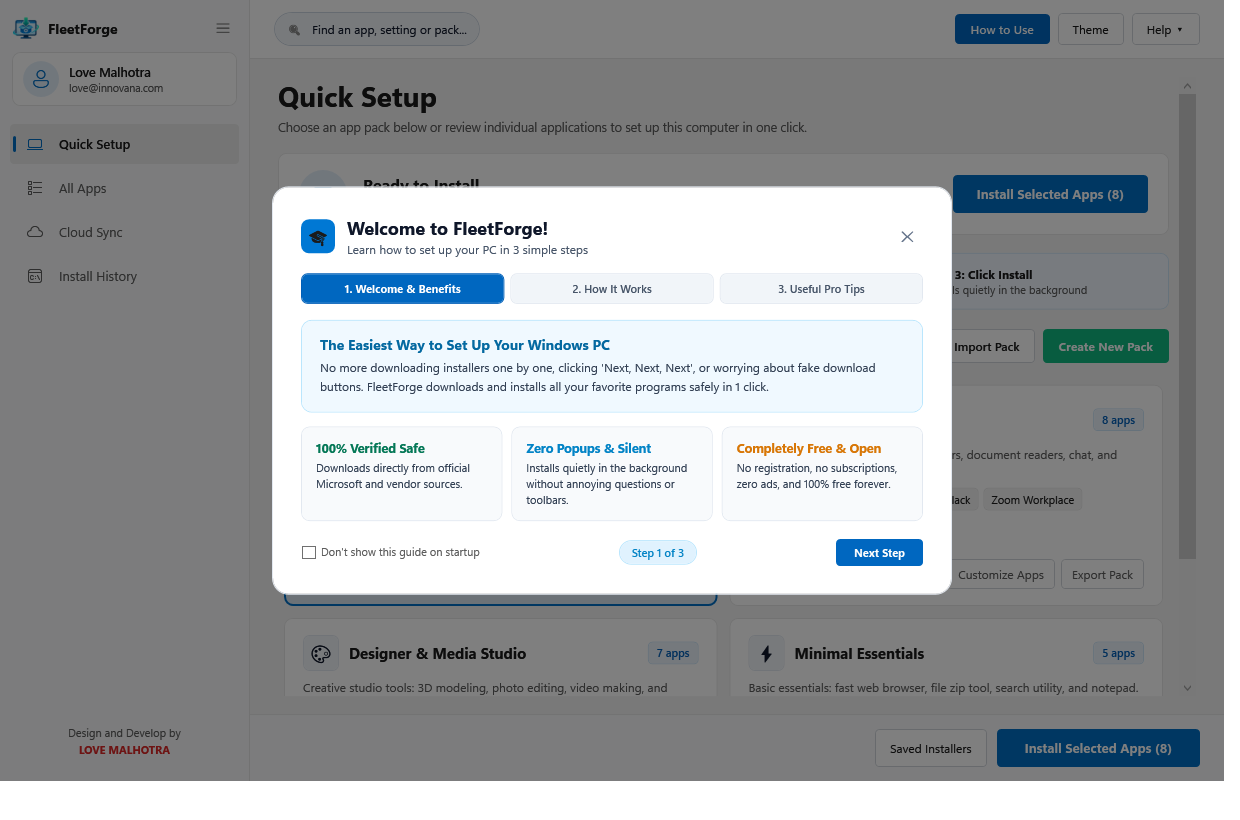 FleetForge
Find an app, setting or pack...
How to Use
Theme
Help
Love Malhotra
love@innovana.com
Quick Setup
All Apps
Cloud Sync
Install History
Quick Setup
Choose an app pack below or review individual applications to set up this computer in one click.
Ready to Install
Install Selected Apps (8)
3: Click Install
ls quietly in the background
Import Pack
Create New Pack
8 apps
rs, document readers, chat, and
lack
Zoom Workplace
Customize Apps
Export Pack
Welcome to FleetForge!
Learn how to set up your PC in 3 simple steps
1. Welcome & Benefits
2. How It Works
3. Useful Pro Tips
The Easiest Way to Set Up Your Windows PC
No more downloading installers one by one, clicking 'Next, Next, Next', or worrying about fake download
buttons. FleetForge downloads and installs all your favorite programs safely in 1 click.
100% Verified Safe
Downloads directly from official
Microsoft and vendor sources.
Zero Popups & Silent
Installs quietly in the background
without annoying questions or
toolbars.
Completely Free & Open
No registration, no subscriptions,
zero ads, and 100% free forever.
Don't show this guide on startup
Step 1 of 3
Next Step
Designer & Media Studio
7 apps
Creative studio tools: 3D modeling, photo editing, video making, and
Minimal Essentials
5 apps
Basic essentials: fast web browser, file zip tool, search utility, and notepad.
Design and Develop by
LOVE MALHOTRA
Saved Installers
Install Selected Apps (8)